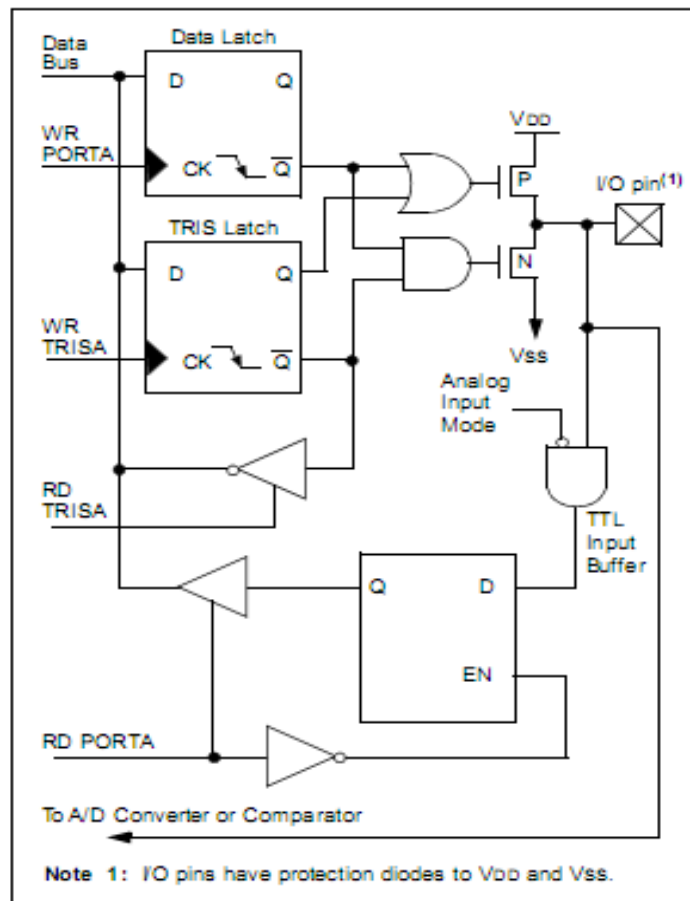 Data Latch
Data
Bus
D
Q
VDD
WR
PORTA
CK
Q
P
I/O pin(1)
TRIS Latch
D
Q
N
WR
TRISA
CK
Q
VSS
Analog
Input
Mode
RD
TRISA
TTL
Input
Buffer
Q
D
EN
RD PORTA
To A/D Converter or Comparator
Note 1: I/O pins have protection diodes to VDD and VSS.